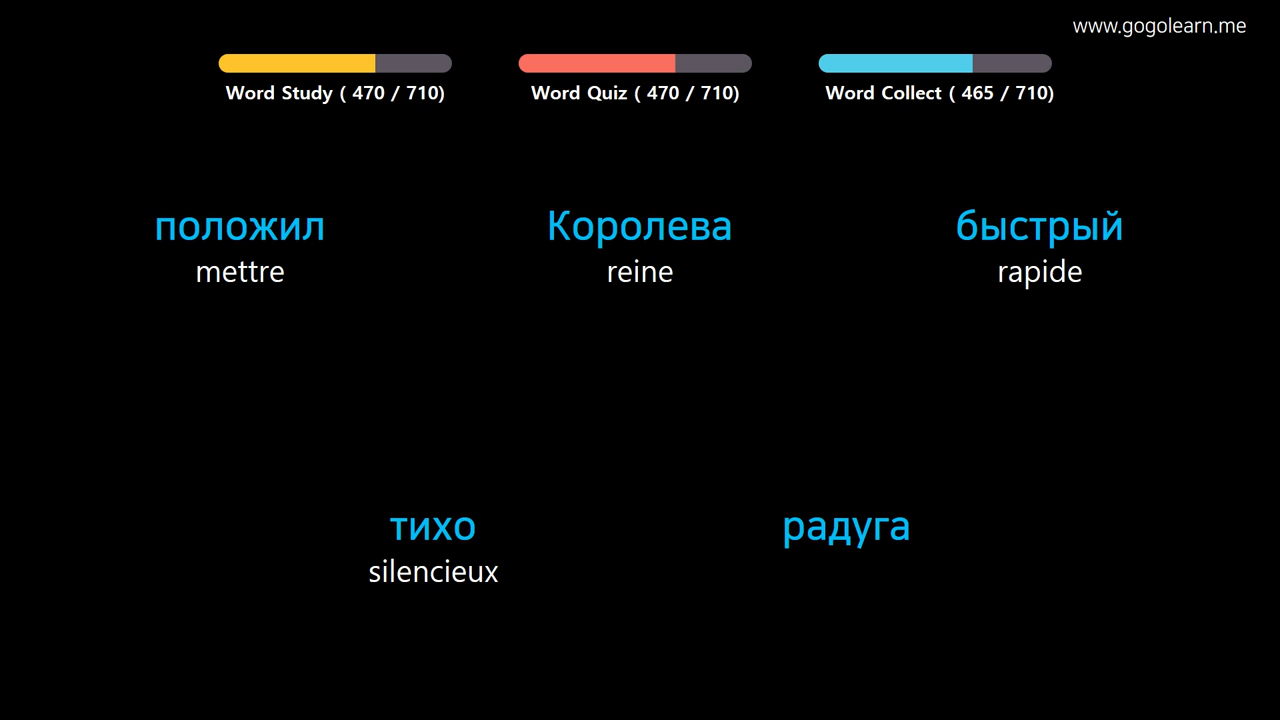 www.gogolearn.me
Word Study ( 470 / 710)
Word Quiz ( 470 / 710)
Word Collect ( 465 / 710)
положил
mettre
Королева
reine
быстрый
rapide
тихо
silencieux
радуга